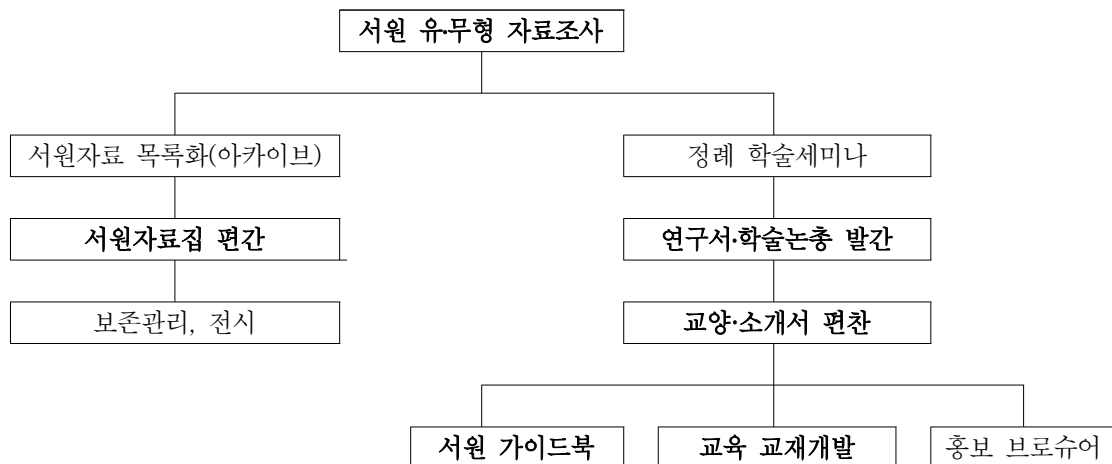 서원 유·무형 자료조사
서원자료 목록화(아카이브)
정례 학술세미나
서원자료집 편간
연구서·학술논총 발간
보존관리, 전시
교양·소개서 편찬
서원 가이드북
교육 교재개발
홍보 브로슈어